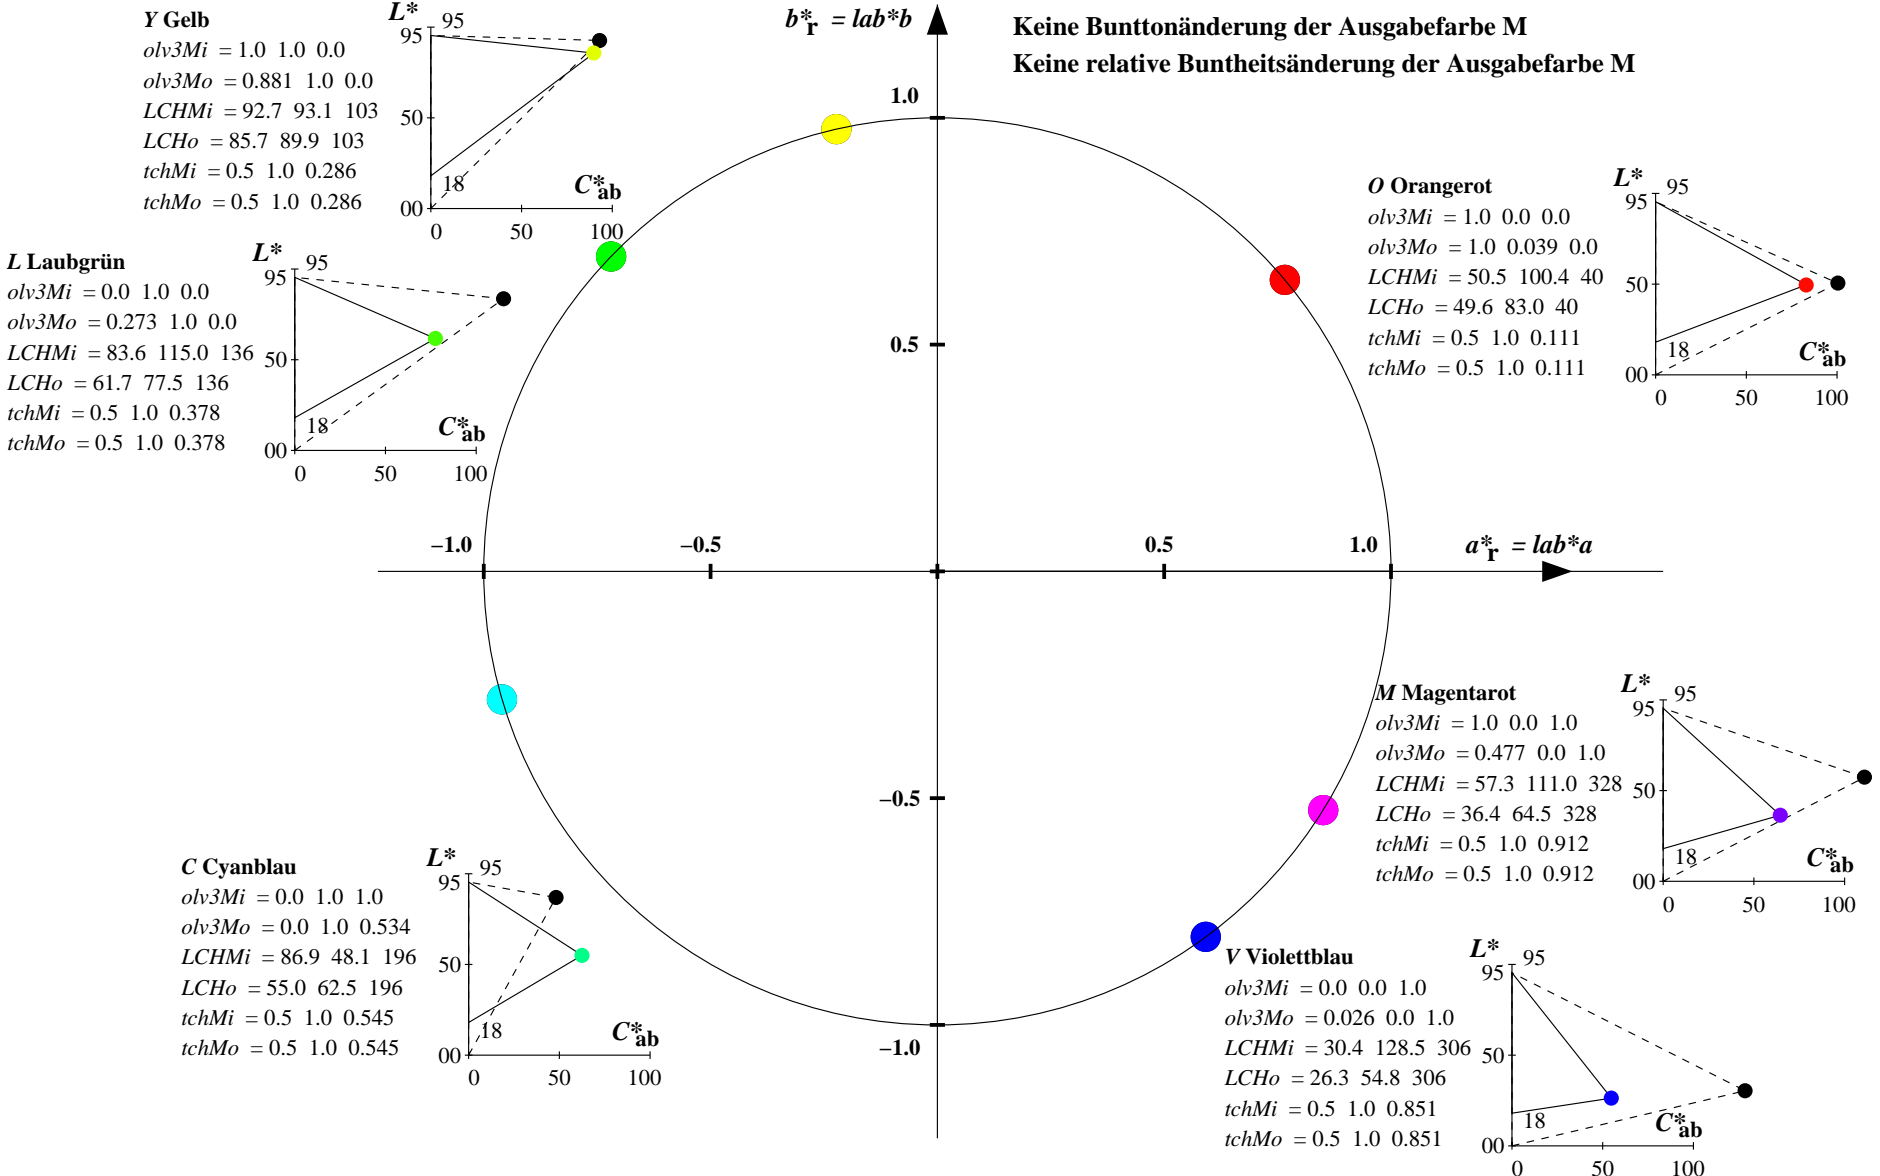 b*r = lab*b
Keine Bunttonänderung der Ausgabefarbe M
Keine relative Buntheitsänderung der Ausgabefarbe M
Y Gelb
olv3Mi = 1.0 1.0 0.0
olv3Mo = 0.881 1.0 0.0
LCHMi = 92.7 93.1 103
LCHo = 85.7 89.9 103
tchMi = 0.5 1.0 0.286
tchMo = 0.5 1.0 0.286
L*
95
95
50
18
00
C*ab
0 50 100
L Laubgrün
olv3Mi = 0.0 1.0 0.0
olv3Mo = 0.273 1.0 0.0
LCHMi = 83.6 115.0 136
LCHo = 61.7 77.5 136
tchMi = 0.5 1.0 0.378
tchMo = 0.5 1.0 0.378
L*
95
95
50
18
00
C*ab
0 50 100
O Orangerot
olv3Mi = 1.0 0.0 0.0
olv3Mo = 1.0 0.039 0.0
LCHMi = 50.5 100.4 40
LCHo = 49.6 83.0 40
tchMi = 0.5 1.0 0.111
tchMo = 0.5 1.0 0.111
L*
95
95
50
18
00
C*ab
0 50 100
1.0
0.5
−1.0 −0.5 0.5 1.0
a*r = lab*a
−0.5
−1.0
M Magentarot
olv3Mi = 1.0 0.0 1.0
olv3Mo = 0.477 0.0 1.0
LCHMi = 57.3 111.0 328
LCHo = 36.4 64.5 328
tchMi = 0.5 1.0 0.912
tchMo = 0.5 1.0 0.912
L*
95
95
50
18
00
C*ab
0 50 100
C Cyanblau
olv3Mi = 0.0 1.0 1.0
olv3Mo = 0.0 1.0 0.534
LCHMi = 86.9 48.1 196
LCHo = 55.0 62.5 196
tchMi = 0.5 1.0 0.545
tchMo = 0.5 1.0 0.545
L*
95
95
50
18
00
C*ab
0 50 100
V Violettblau
olv3Mi = 0.0 0.0 1.0
olv3Mo = 0.026 0.0 1.0
LCHMi = 30.4 128.5 306
LCHo = 26.3 54.8 306
tchMi = 0.5 1.0 0.851
tchMo = 0.5 1.0 0.851
L*
95
95
50
18
00
C*ab
0 50 100